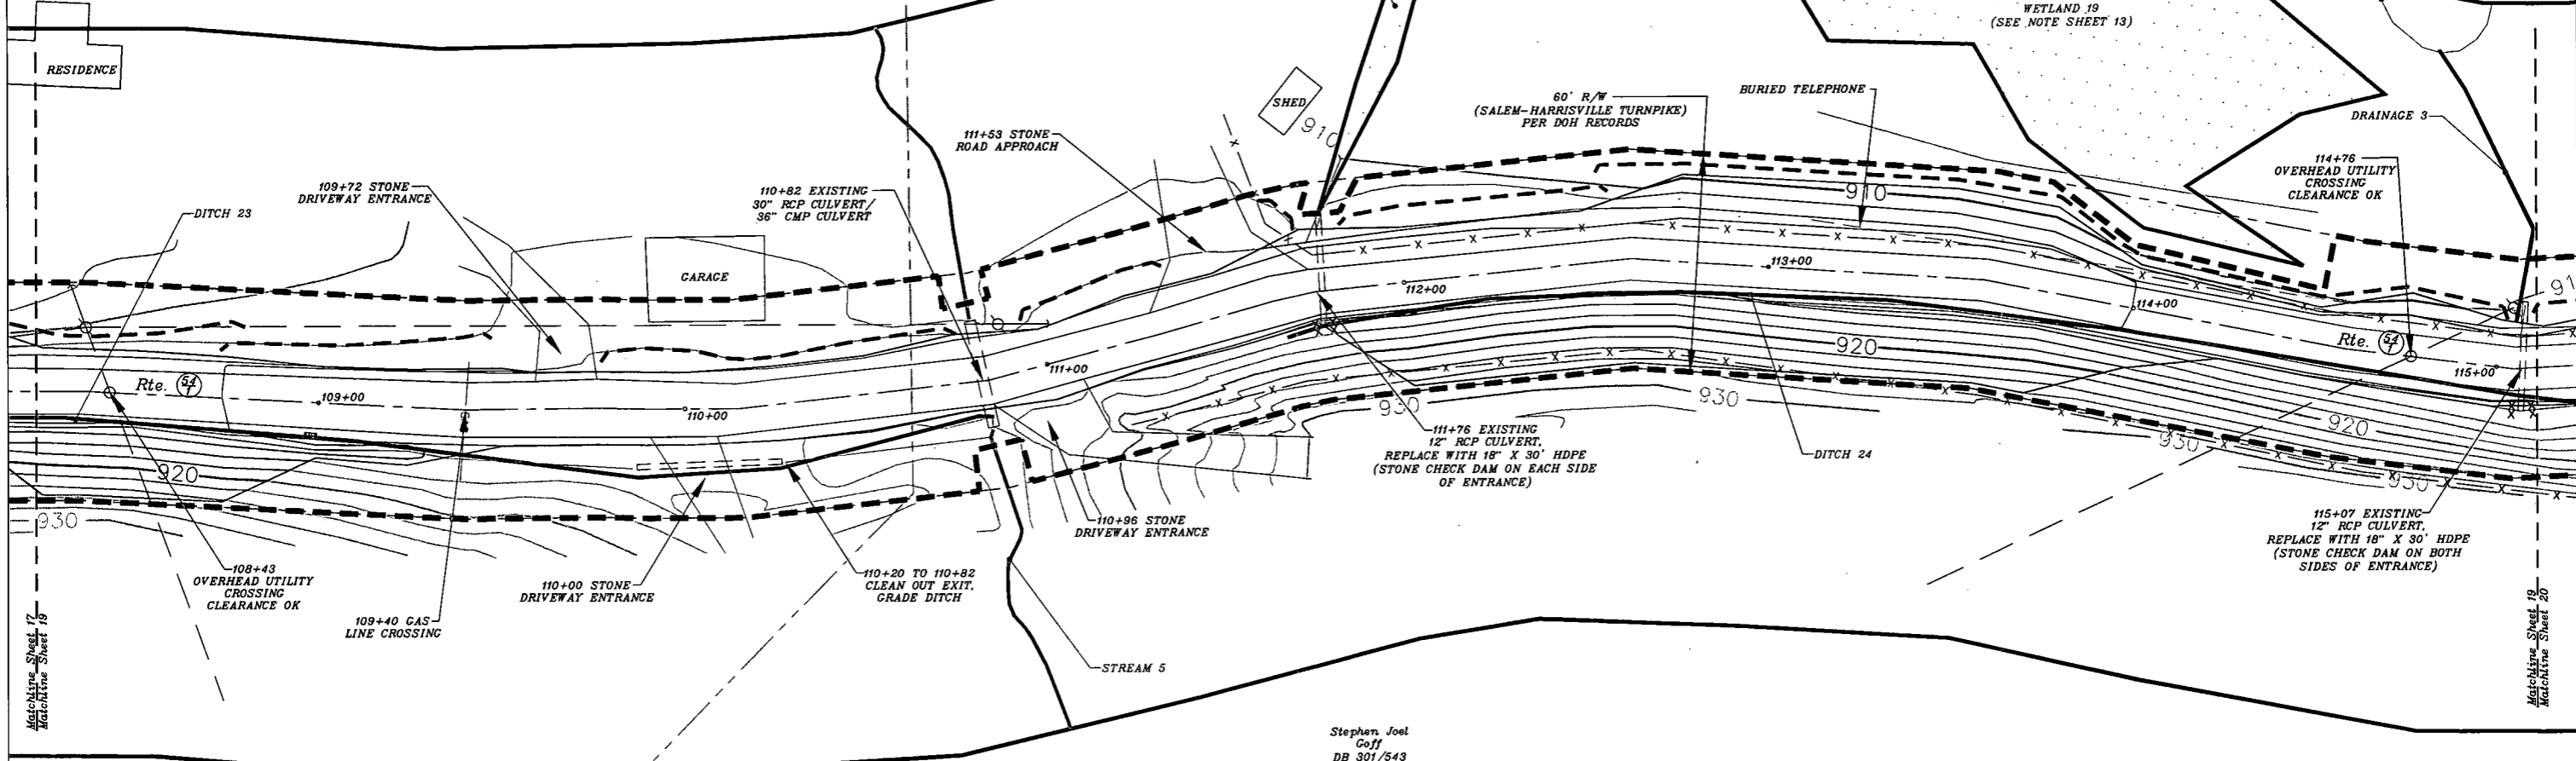 WETLAND 19
(SEE NOTE SHEET 13)
RESIDENCE
SHED
910
60' R/W
(SALEM-HARRISVILLE TURNPIKE)
PER DOH RECORDS
BURIED TELEPHONE
DRAINAGE 3
111+53 STONE
ROAD APPROACH
114+76
OVERHEAD UTILITY
CROSSING
CLEARANCE OK
109+72 STONE
DRIVEWAY ENTRANCE
110+82 EXISTING
30" RCP CULVERT/
36" CMP CULVERT
DITCH 23
910
GARAGE
113+00
112+00
114+00
91
Rte. 54/1
109+00
110+00
111+00
920
Rte. 54/1
115+00
920
930
930
930
920
930
930
111+76 EXISTING
12" RCP CULVERT,
REPLACE WITH 18" X 30' HDPE
(STONE CHECK DAM ON EACH SIDE
OF ENTRANCE)
DITCH 24
110+96 STONE
DRIVEWAY ENTRANCE
115+07 EXISTING
12" RCP CULVERT,
REPLACE WITH 18" X 30' HDPE
(STONE CHECK DAM ON BOTH
SIDES OF ENTRANCE)
108+43
OVERHEAD UTILITY
CROSSING
CLEARANCE OK
110+00 STONE
DRIVEWAY ENTRANCE
110+20 TO 110+82
CLEAN OUT EXIT,
GRADE DITCH
109+40 GAS
LINE CROSSING
STREAM 5
Matchline Sheet 17
Matchline Sheet 19
Matchline Sheet 19
Matchline Sheet 20
Stephen Joel
Goff
DB 301/543